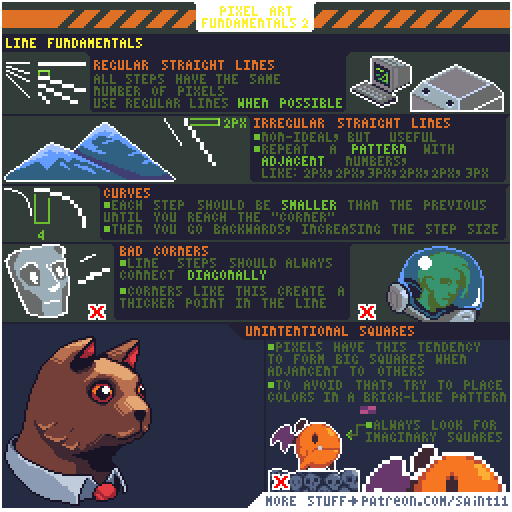 PIXEL ART
FUNDAMENTALS 2
LINE FUNDAMENTALS
REGULAR STRAIGHT LINES
ALL STEPS HAVE THE SAME
NUMBER OF PIXELS
USE REGULAR LINES WHEN POSSIBLE
2PX
IRREGULAR STRAIGHT LINES
NON-IDEAL, BUT USEFUL
REPEAT A PATTERN WITH
ADJACENT NUMBERS,
LIKE: 2PX, 2PX, 3PX, 2PX, 2PX, 3PX
4
CURVES
EACH STEP SHOULD BE SMALLER THAN THE PREVIOUS
UNTIL YOU REACH THE "CORNER"
THEN YOU GO BACKWARDS, INCREASING THE STEP SIZE
BAD CORNERS
LINE STEPS SHOULD ALWAYS
CONNECT DIAGONALLY
CORNERS LIKE THIS CREATE A
THICKER POINT IN THE LINE
X
X
UNINTENTIONAL SQUARES
PIXELS HAVE THIS TENDENCY
TO FORM BIG SQUARES WHEN
ADJANCENT TO OTHERS
TO AVOID THAT, TRY TO PLACE
COLORS IN A BRICK-LIKE PATTERN
ALWAYS LOOK FOR
IMAGINARY SQUARES
X
MORE STUFF→PATREON.COM/SAINT11